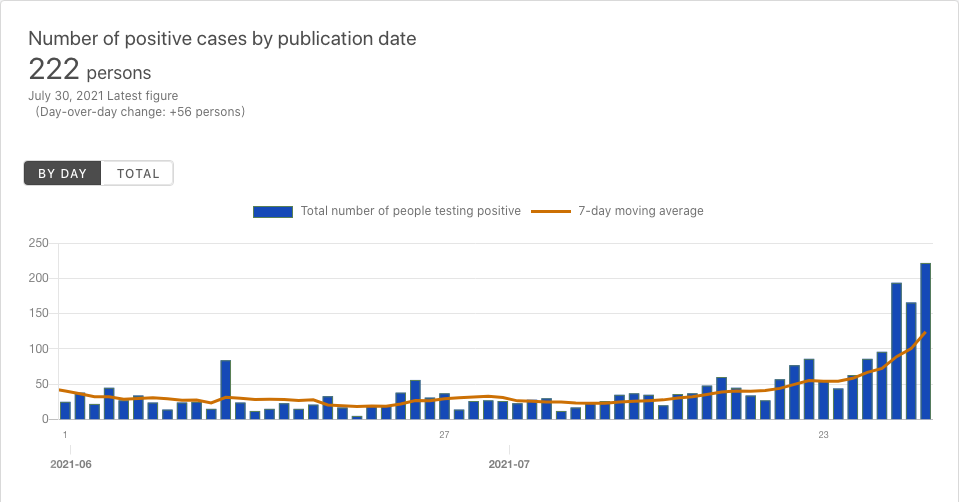 Number of positive cases by publication date
222 persons
July 30, 2021 Latest figure
(Day-over-day change: +56 persons)
BY DAY TOTAL
Total number of people testing positive 7-day moving average
250
200
150
100
50
0
1 27 23
2021-06 2021-07